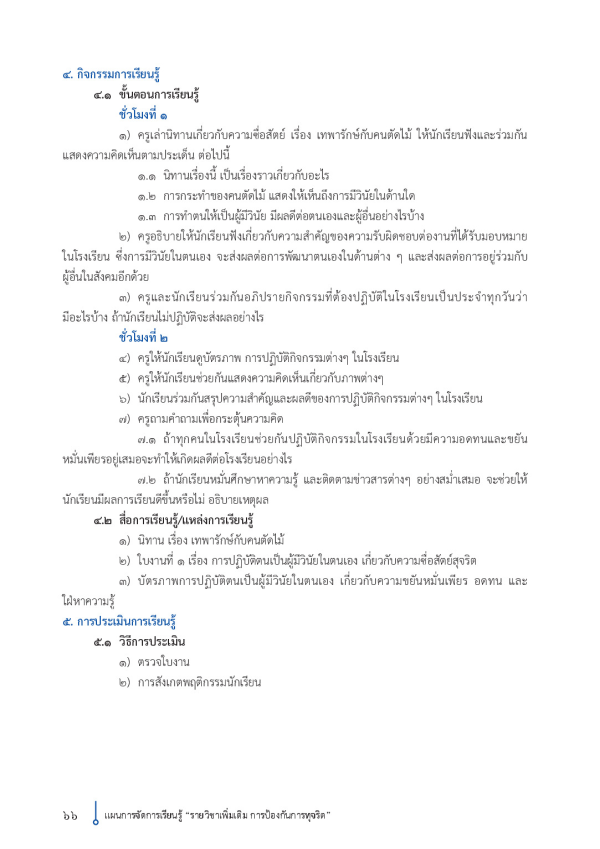 ๔. กิจกรรมการเรียนรู้
๔.๑ ขั้นตอนการเรียนรู้
ชั่วโมงที่ ๑
๑) ครูเล่านิทานเกี่ยวกับความซื่อสัตย์ เรื่อง เทพารักษ์กับคนตัดไม้ ให้นักเรียนฟังและร่วมกัน
แสดงความคิดเห็นตามประเด็น ต่อไปนี้
๑.๑ นิทานเรื่องนี้ เป็นเรื่องราวเกี่ยวกับอะไร
๑.๒ การกระทำของคนตัดไม้ แสดงให้เห็นถึงการมีวินัยในด้านใด
๑.๓ การทำตนให้เป็นผู้มีวินัย มีผลดีต่อตนเองและผู้อื่นอย่างไรบ้าง
๒) ครูอธิบายให้นักเรียนฟังเกี่ยวกับความสำคัญของความรับผิดชอบต่องานที่ได้รับมอบหมาย
ในโรงเรียน ซึ่งการมีวินัยในตนเอง จะส่งผลต่อการพัฒนาตนเองในด้านต่าง ๆ และส่งผลต่อการอยู่ร่วมกับ
ผู้อื่นในสังคมอีกด้วย
๓) ครูและนักเรียนร่วมกันอภิปรายกิจกรรมที่ต้องปฏิบัติในโรงเรียนเป็นประจำทุกวันว่า
มีอะไรบ้าง ถ้านักเรียนไม่ปฏิบัติจะส่งผลอย่างไร
ชั่วโมงที่ ๒
๔) ครูให้นักเรียนดูบัตรภาพ การปฏิบัติกิจกรรมต่างๆ ในโรงเรียน
๕) ครูให้นักเรียนช่วยกันแสดงความคิดเห็นเกี่ยวกับภาพต่างๆ
๖) นักเรียนร่วมกันสรุปความสำคัญและผลดีของการปฏิบัติกิจกรรมต่างๆ ในโรงเรียน
๗) ครูถามคำถามเพื่อกระตุ้นความคิด
๗.๑ ถ้าทุกคนในโรงเรียนช่วยกันปฏิบัติกิจกรรมในโรงเรียนด้วยมีความอดทนและขยัน
หมั่นเพียรอยู่เสมอจะทำให้เกิดผลดีต่อโรงเรียนอย่างไร
๗.๒ ถ้านักเรียนหมั่นศึกษาหาความรู้ และติดตามข่าวสารต่างๆ อย่างสม่ำเสมอ จะช่วยให้
นักเรียนมีผลการเรียนดีขึ้นหรือไม่ อธิบายเหตุผล
๔.๒ สื่อการเรียนรู้/แหล่งการเรียนรู้
๑) นิทาน เรื่อง เทพารักษ์กับคนตัดไม้
๒) ใบงานที่ ๑ เรื่อง การปฏิบัติตนเป็นผู้มีวินัยในตนเอง เกี่ยวกับความซื่อสัตย์สุจริต
๓) บัตรภาพการปฏิบัติตนเป็นผู้มีวินัยในตนเอง เกี่ยวกับความขยันหมั่นเพียร อดทน และ
ใฝ่หาความรู้
๕. การประเมินการเรียนรู้
๕.๑ วิธีการประเมิน
๑) ตรวจใบงาน
๒) การสังเกตพฤติกรรมนักเรียน
๖๖ แผนการจัดการเรียนรู้ “รายวิชาเพิ่มเติม การป้องกันการทุจริต”